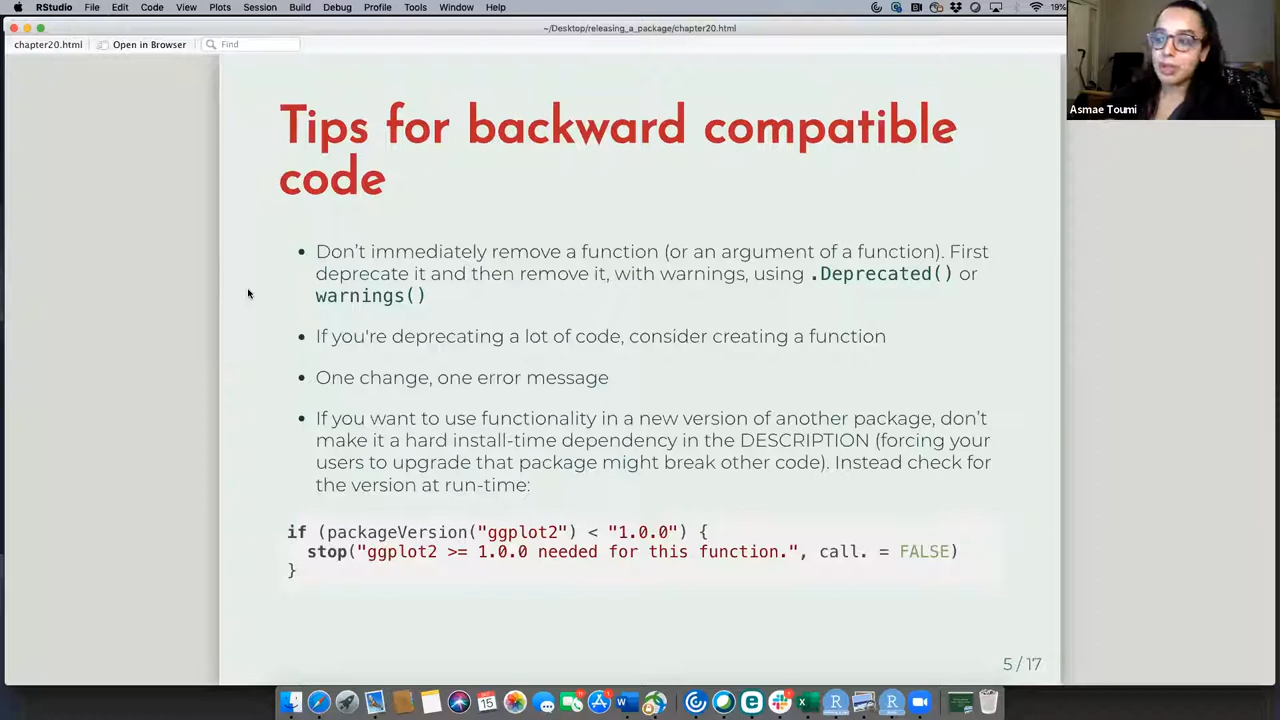 RStudio File Edit Code View Plots Session Build Debug Profile Tools Window Help 19%
~/Desktop/releasing_a_package/chapter20.html
chapter20.html Open in Browser Find
Asmae Toumi
Tips for backward compatible
code
• Don't immediately remove a function (or an argument of a function). First
deprecate it and then remove it, with warnings, using .Deprecated() or
warnings()
• If you're deprecating a lot of code, consider creating a function
• One change, one error message
• If you want to use functionality in a new version of another package, don't
make it a hard install-time dependency in the DESCRIPTION (forcing your
users to upgrade that package might break other code). Instead check for
the version at run-time:
if (packageVersion("ggplot2") < "1.0.0") {
stop("ggplot2 >= 1.0.0 needed for this function.", call. = FALSE)
}
5 / 17